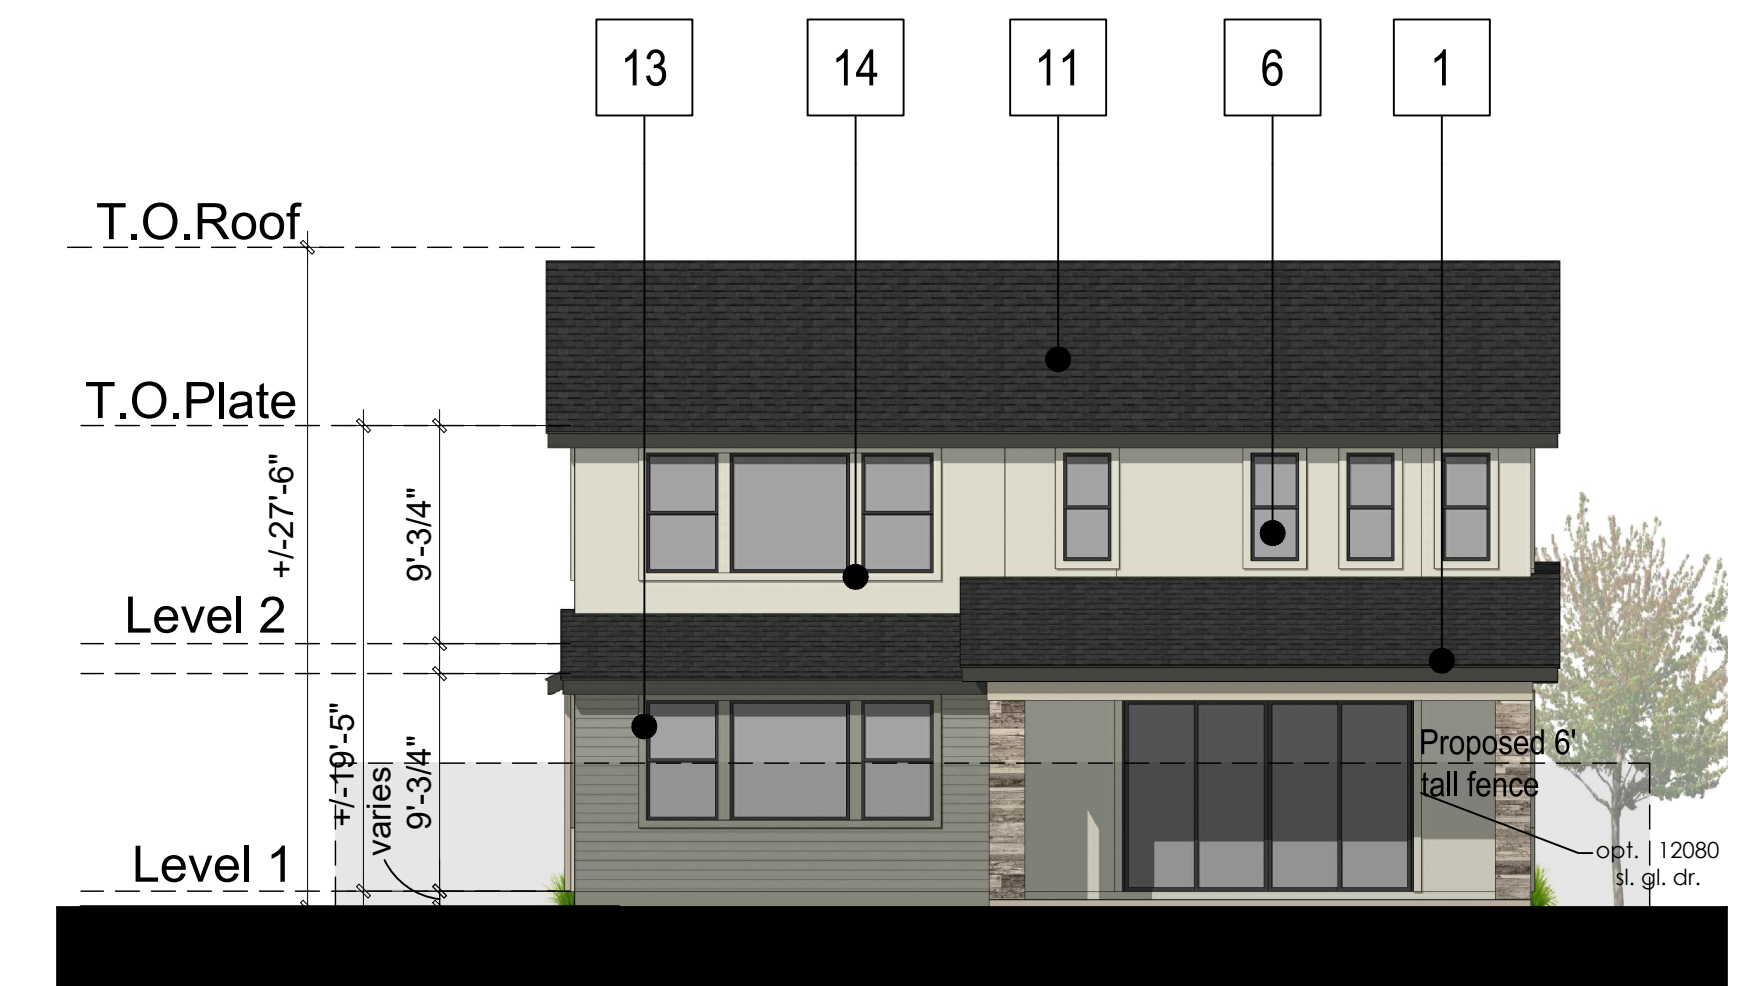 13
14
11
6
1
T.O.Roof
T.O.Plate
+/-27'-6"
9'-3/4"
Level 2
+/-19'-5"
varies
9'-3/4"
Proposed 6'
tall fence
Level 1
opt. 12080
sl. gl. dr.